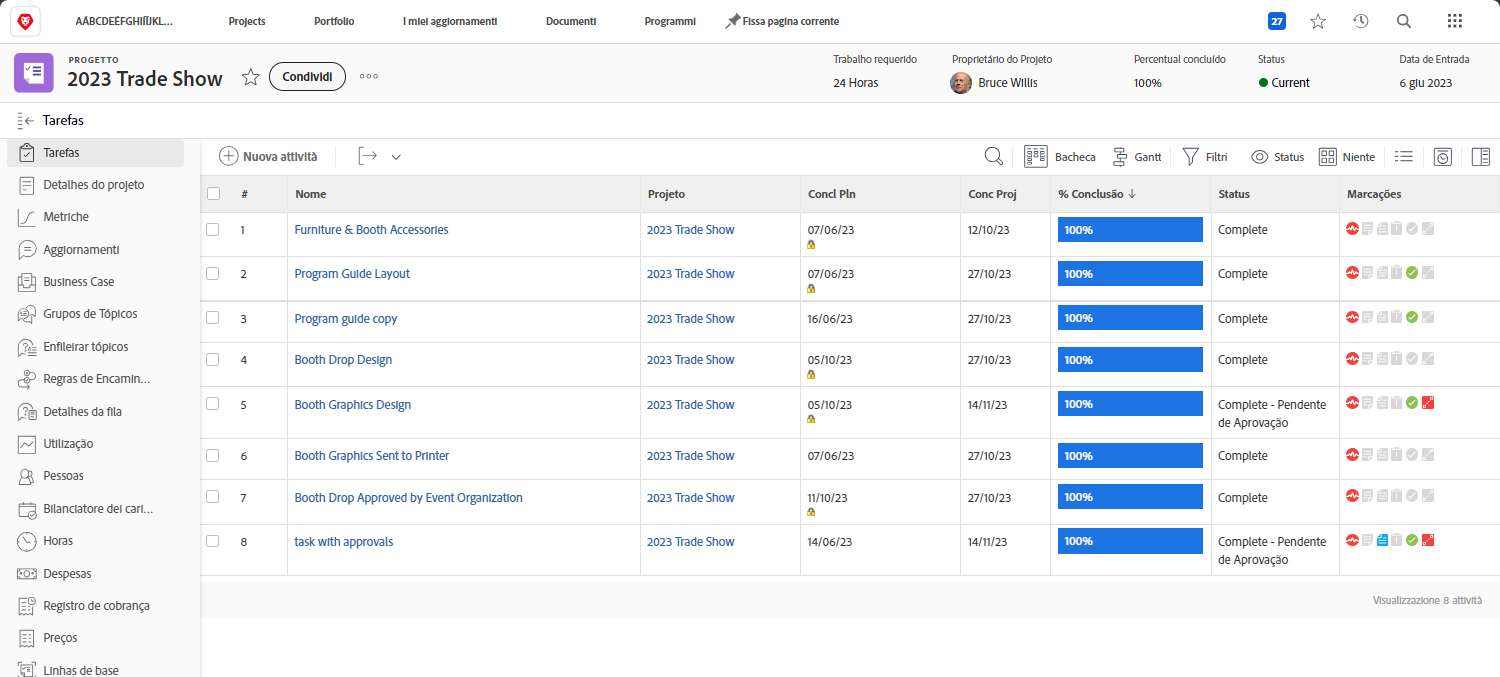 AÁBCDEÉFGHIÍÏJKL...
Projects
Portfolio
I miei aggiornamenti
Documenti
Programmi
Fissa pagina corrente
27
PROGETTO
2023 Trade Show
Condividi
Trabalho requerido
24 Horas
Proprietário do Projeto
Bruce Willis
Percentual concluído
100%
Status
Current
Data de Entrada
6 giu 2023
Tarefas
Tarefas
Detalhes do projeto
Metriche
Aggiornamenti
Business Case
Grupos de Tópicos
Enfileirar tópicos
Regras de Encamin...
Detalhes da fila
Utilização
Pessoas
Bilanciatore dei cari...
Horas
Despesas
Registro de cobrança
Preços
Linhas de base
Nuova attività
Bacheca
Gantt
Filtri
Status
Niente
# Nome Projeto Concl Pln Conc Proj % Conclusão Status Marcações
1 Furniture & Booth Accessories 2023 Trade Show 07/06/23 12/10/23 100% Complete
2 Program Guide Layout 2023 Trade Show 07/06/23 27/10/23 100% Complete
3 Program guide copy 2023 Trade Show 16/06/23 27/10/23 100% Complete
4 Booth Drop Design 2023 Trade Show 05/10/23 27/10/23 100% Complete
5 Booth Graphics Design 2023 Trade Show 05/10/23 14/11/23 100% Complete - Pendente
de Aprovação
6 Booth Graphics Sent to Printer 2023 Trade Show 07/06/23 27/10/23 100% Complete
7 Booth Drop Approved by Event Organization 2023 Trade Show 11/10/23 27/10/23 100% Complete
8 task with approvals 2023 Trade Show 14/06/23 14/11/23 100% Complete - Pendente
de Aprovação
Visualizzazione 8 attività